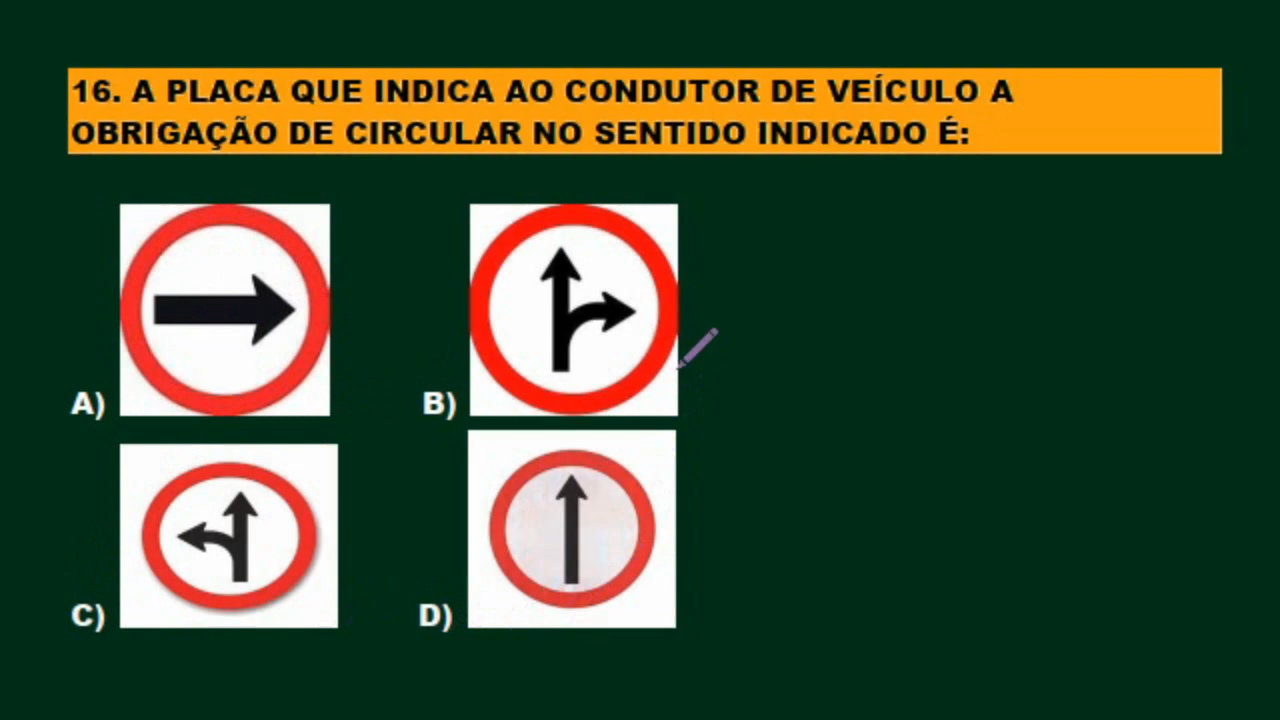 16. A PLACA QUE INDICA AO CONDUTOR DE VEÍCULO A
OBRIGAÇÃO DE CIRCULAR NO SENTIDO INDICADO É:
A)
B)
C)
D)